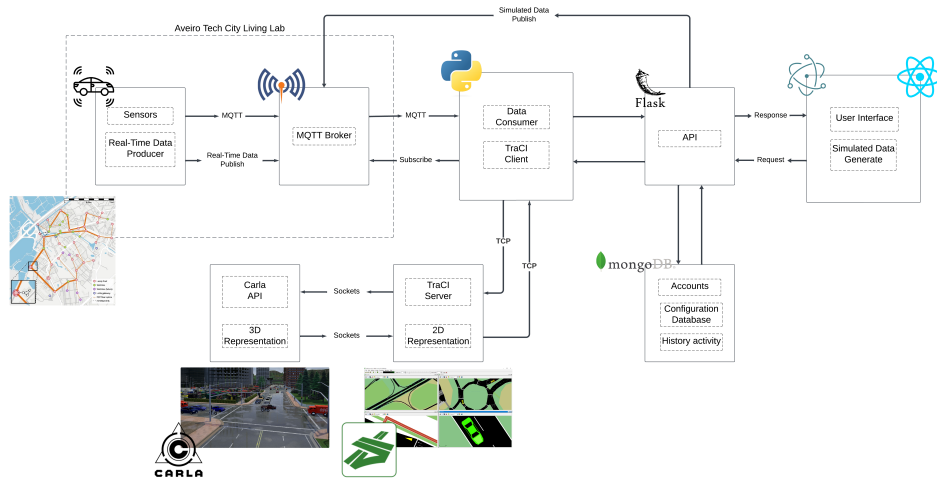 Simulated Data
Publish
Aveiro Tech City Living Lab
Sensors
Real-Time Data
Producer
MQTT
Real-Time Data
Publish
MQTT Broker
MQTT
Subscribe
Data
Consumer
TraCI
Client
Flask
API
Response
Request
User Interface
Simulated Data
Generate
TCP
TCP
mongoDB.
Accounts
Configuration
Database
History activity
Carla
API
3D
Representation
Sockets
Sockets
TraCI
Server
2D
Representation
CARLA